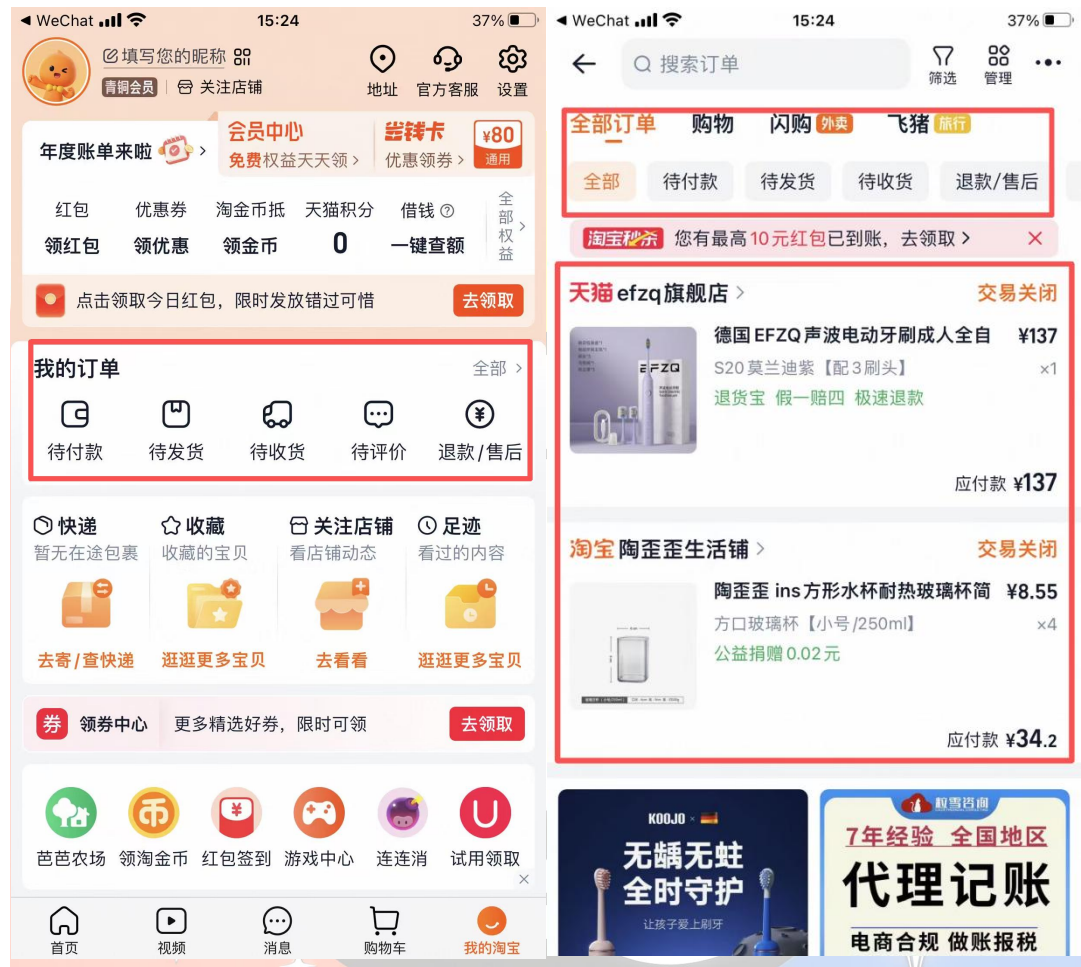 ◀ WeChat 15:24 37%
填写您的昵称
青铜会员 关注店铺
地址 官方客服 设置
年度账单来啦 >
会员中心
免费权益天天领 >
尝钱卡
优惠领券 >
¥80
通用
红包 优惠券 淘金币抵 天猫积分 借钱
领红包 领优惠 领金币 0 一键查额
全部权益 >
点击领取今日红包，限时发放错过可惜 去领取
我的订单 全部 >
待付款 待发货 待收货 待评价 退款/售后
快递 收藏 关注店铺 足迹
暂无在途包裹 收藏的宝贝 看店铺动态 看过的内容
去寄/查快递 逛逛更多宝贝 去看看 逛逛更多宝贝
券 领券中心 更多精选好券，限时可领 去领取
芭芭农场 领淘金币 红包签到 游戏中心 连连消 试用领取
首页 视频 消息 购物车 我的淘宝
◀ WeChat 15:24 37%
搜索订单 筛选 管理
全部订单 购物 闪购 外卖 飞猪 旅行
全部 待付款 待发货 待收货 退款/售后
淘宝秒杀 您有最高10元红包已到账，去领取 > ×
天猫 efzq旗舰店 > 交易关闭
EFZQ
德国EFZQ声波电动牙刷成人全自 ¥137
S20莫兰迪紫【配3刷头】 ×1
退货宝 假一赔四 极速退款
应付款 ¥137
淘宝 陶歪歪生活铺 > 交易关闭
陶歪歪 ins方形水杯耐热玻璃杯简 ¥8.55
方口玻璃杯【小号/250ml】 ×4
公益捐赠0.02元
应付款 ¥34.2
KOOJO ×
无龋无蛀
全时守护
让孩子爱上刷牙
粒雪咨询
7年经验 全国地区
代理记账
电商合规 做账报税